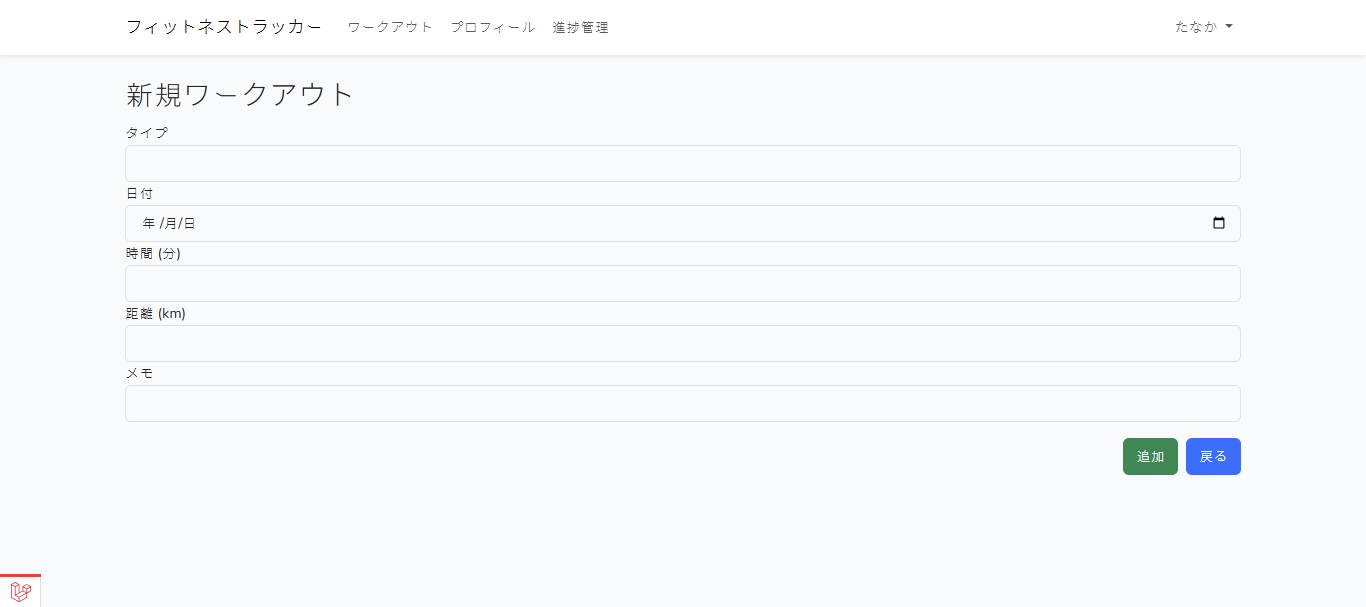 フィットネストラッカー ワークアウト プロフィール 進捗管理 たなか
新規ワークアウト
タイプ
日付
年 /月/日
時間 (分)
距離 (km)
メモ
追加 戻る